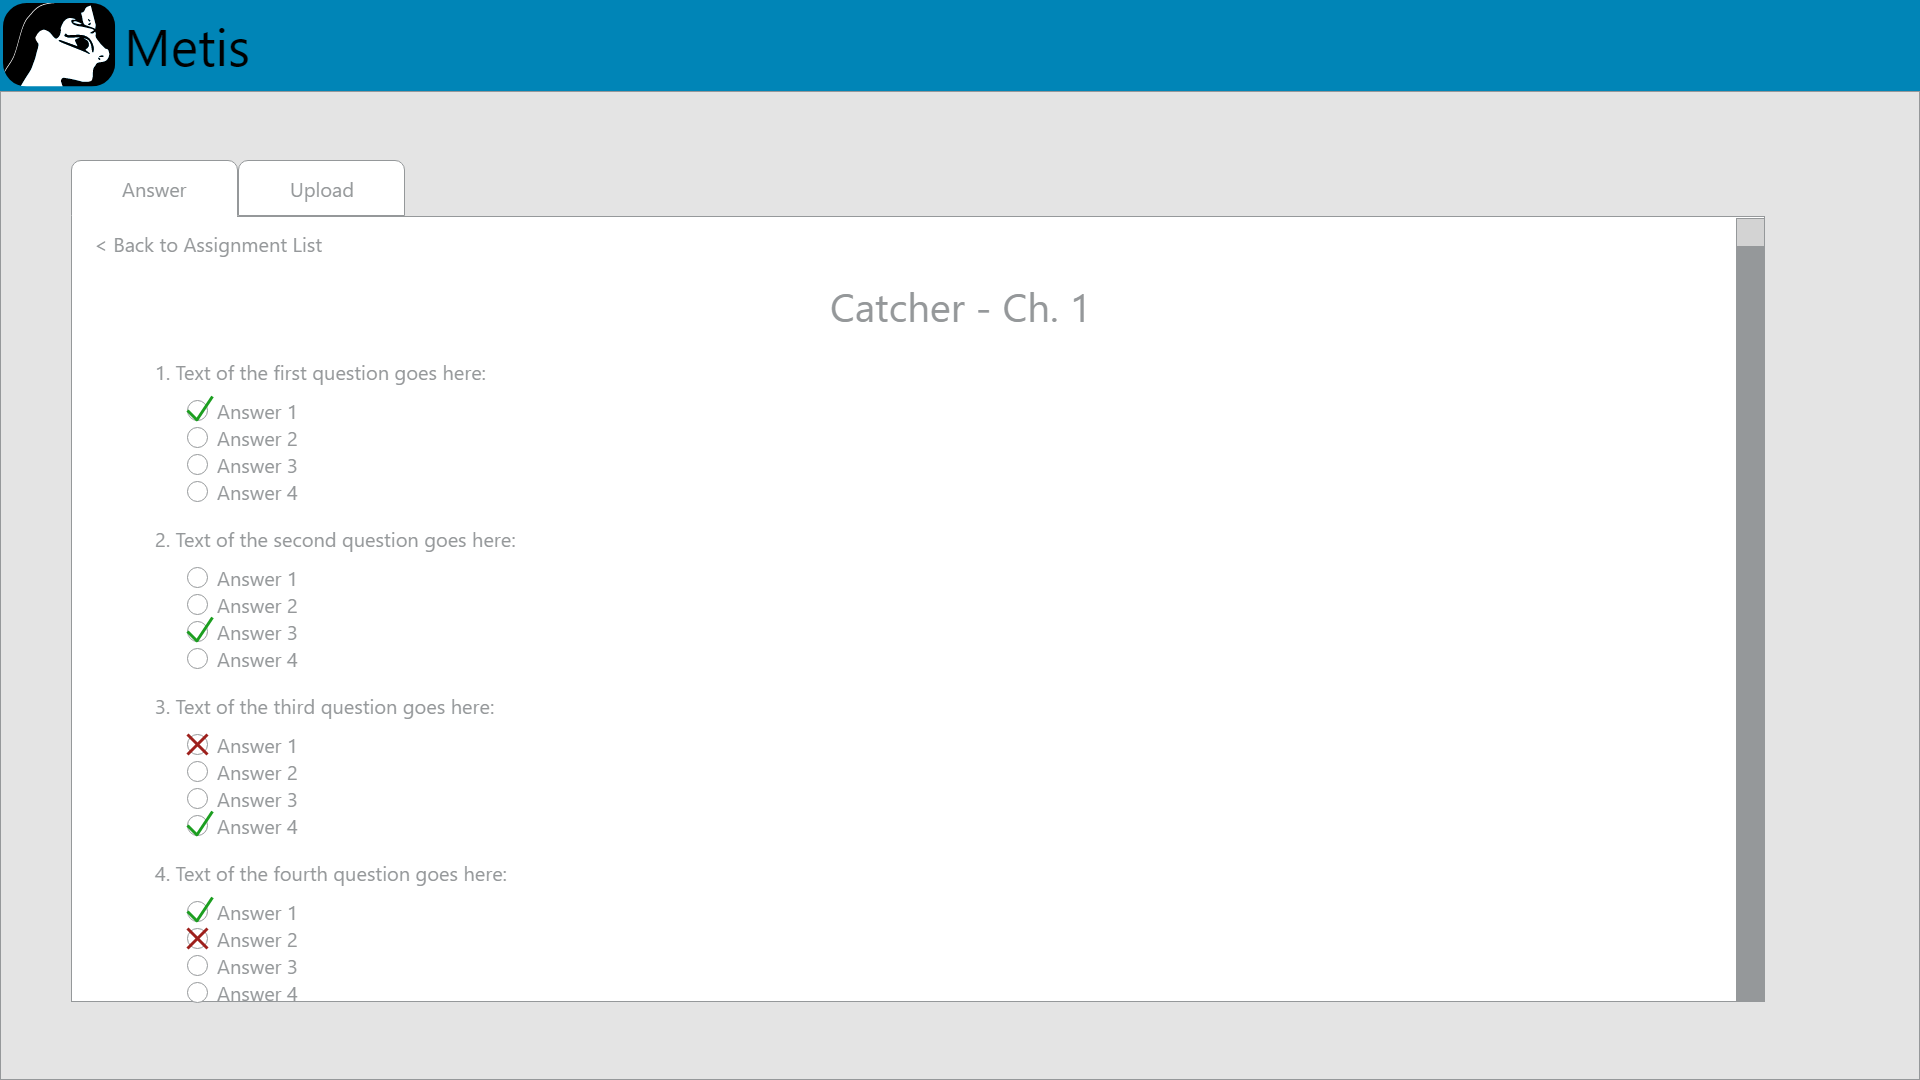 Metis
Answer
Upload
< Back to Assignment List
Catcher - Ch. 1
1. Text of the first question goes here:
Answer 1
Answer 2
Answer 3
Answer 4
2. Text of the second question goes here:
Answer 1
Answer 2
Answer 3
Answer 4
3. Text of the third question goes here:
Answer 1
Answer 2
Answer 3
Answer 4
4. Text of the fourth question goes here:
Answer 1
Answer 2
Answer 3
Answer 4